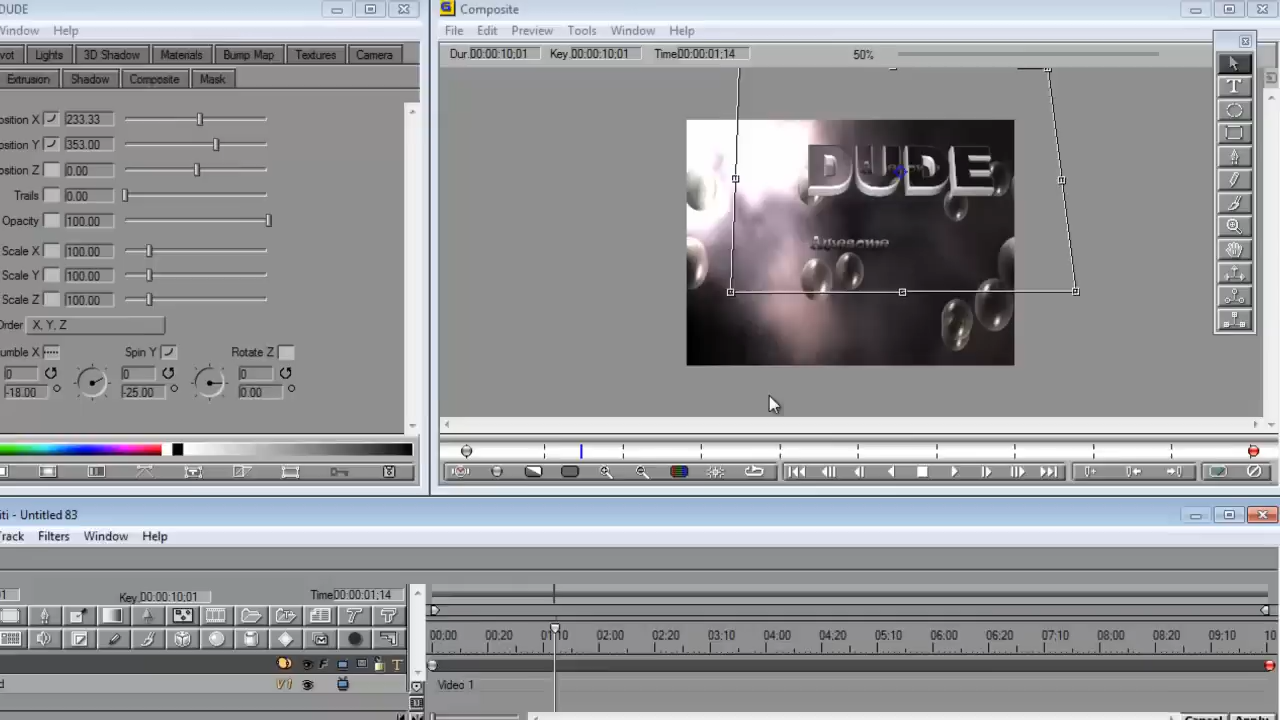 DUDE
Window Help
vot Lights 3D Shadow Materials Bump Map Textures Camera
Extrusion Shadow Composite Mask
osition X 233.33
osition Y 353.00
osition Z 0.00
Trails 0.00
Opacity 100.00
Scale X 100.00
Scale Y 100.00
Scale Z 100.00
Order X, Y, Z
umble X Spin Y Rotate Z
0 0 0
-18.00 -25.00 0.00
Composite
File Edit Preview Tools Window Help
Dur 00:00:10;01 Key 00:00:10;01 Time 00:00:01;14 50%
DUDE
Awesome
iti - Untitled 83
rack Filters Window Help
01 Key 00:00:10;01 Time 00:00:01;14
00;00 00:20 01:10 02:00 02:20 03:10 04:00 04:20 05:10 06:00 06:20 07:10 08:00 08:20 09:10 10
d V1 Video 1
Cancel Apply